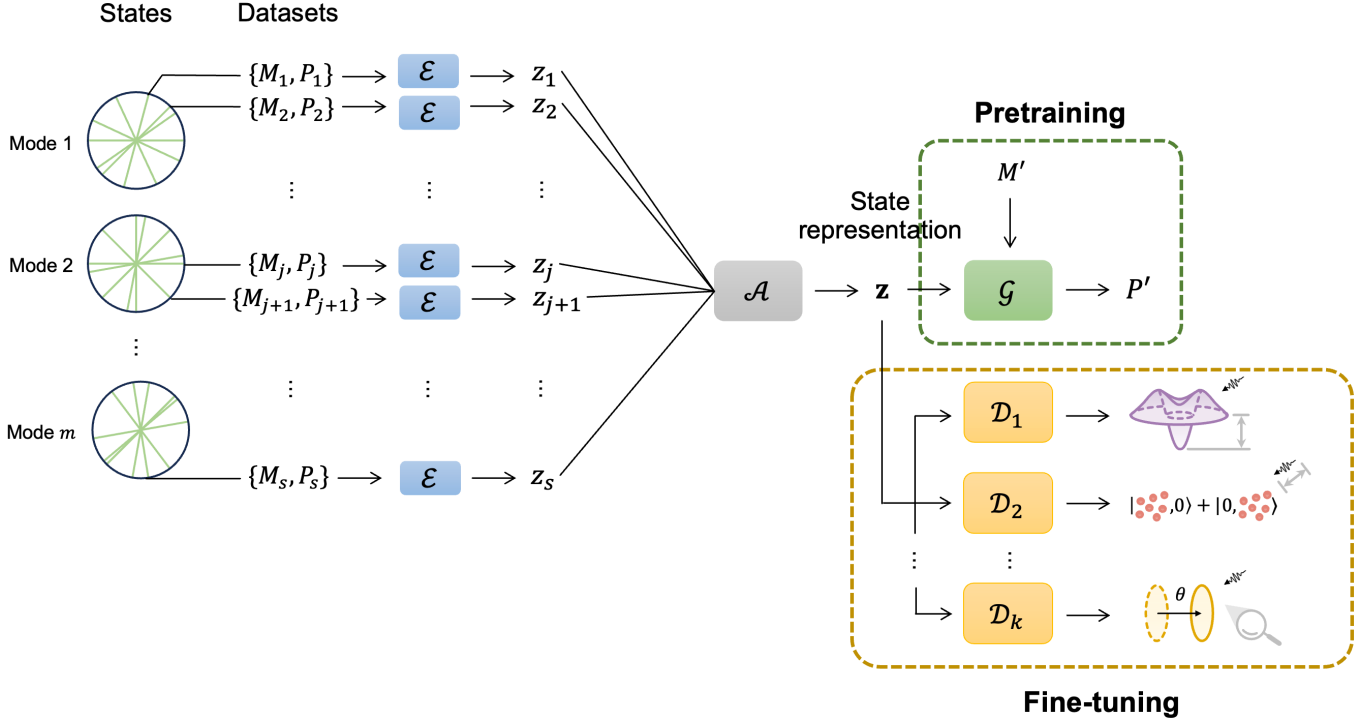 States
Datasets
Mode 1
{M₁, P₁}
ℰ
z₁
{M₂, P₂}
ℰ
z₂
⋮
⋮
⋮
Mode 2
{Mⱼ, Pⱼ}
ℰ
zⱼ
{Mⱼ₊₁, Pⱼ₊₁}
ℰ
zⱼ₊₁
⋯
⋮
⋮
⋮
Mode m
{Mₛ, Pₛ}
ℰ
zₛ
𝒜
State
representation
z
Pretraining
M′
𝒢
P′
𝒟₁
𝒟₂
| ,0⟩ + |0, ⟩
⋮
⋮
𝒟ₖ
θ
Fine-tuning